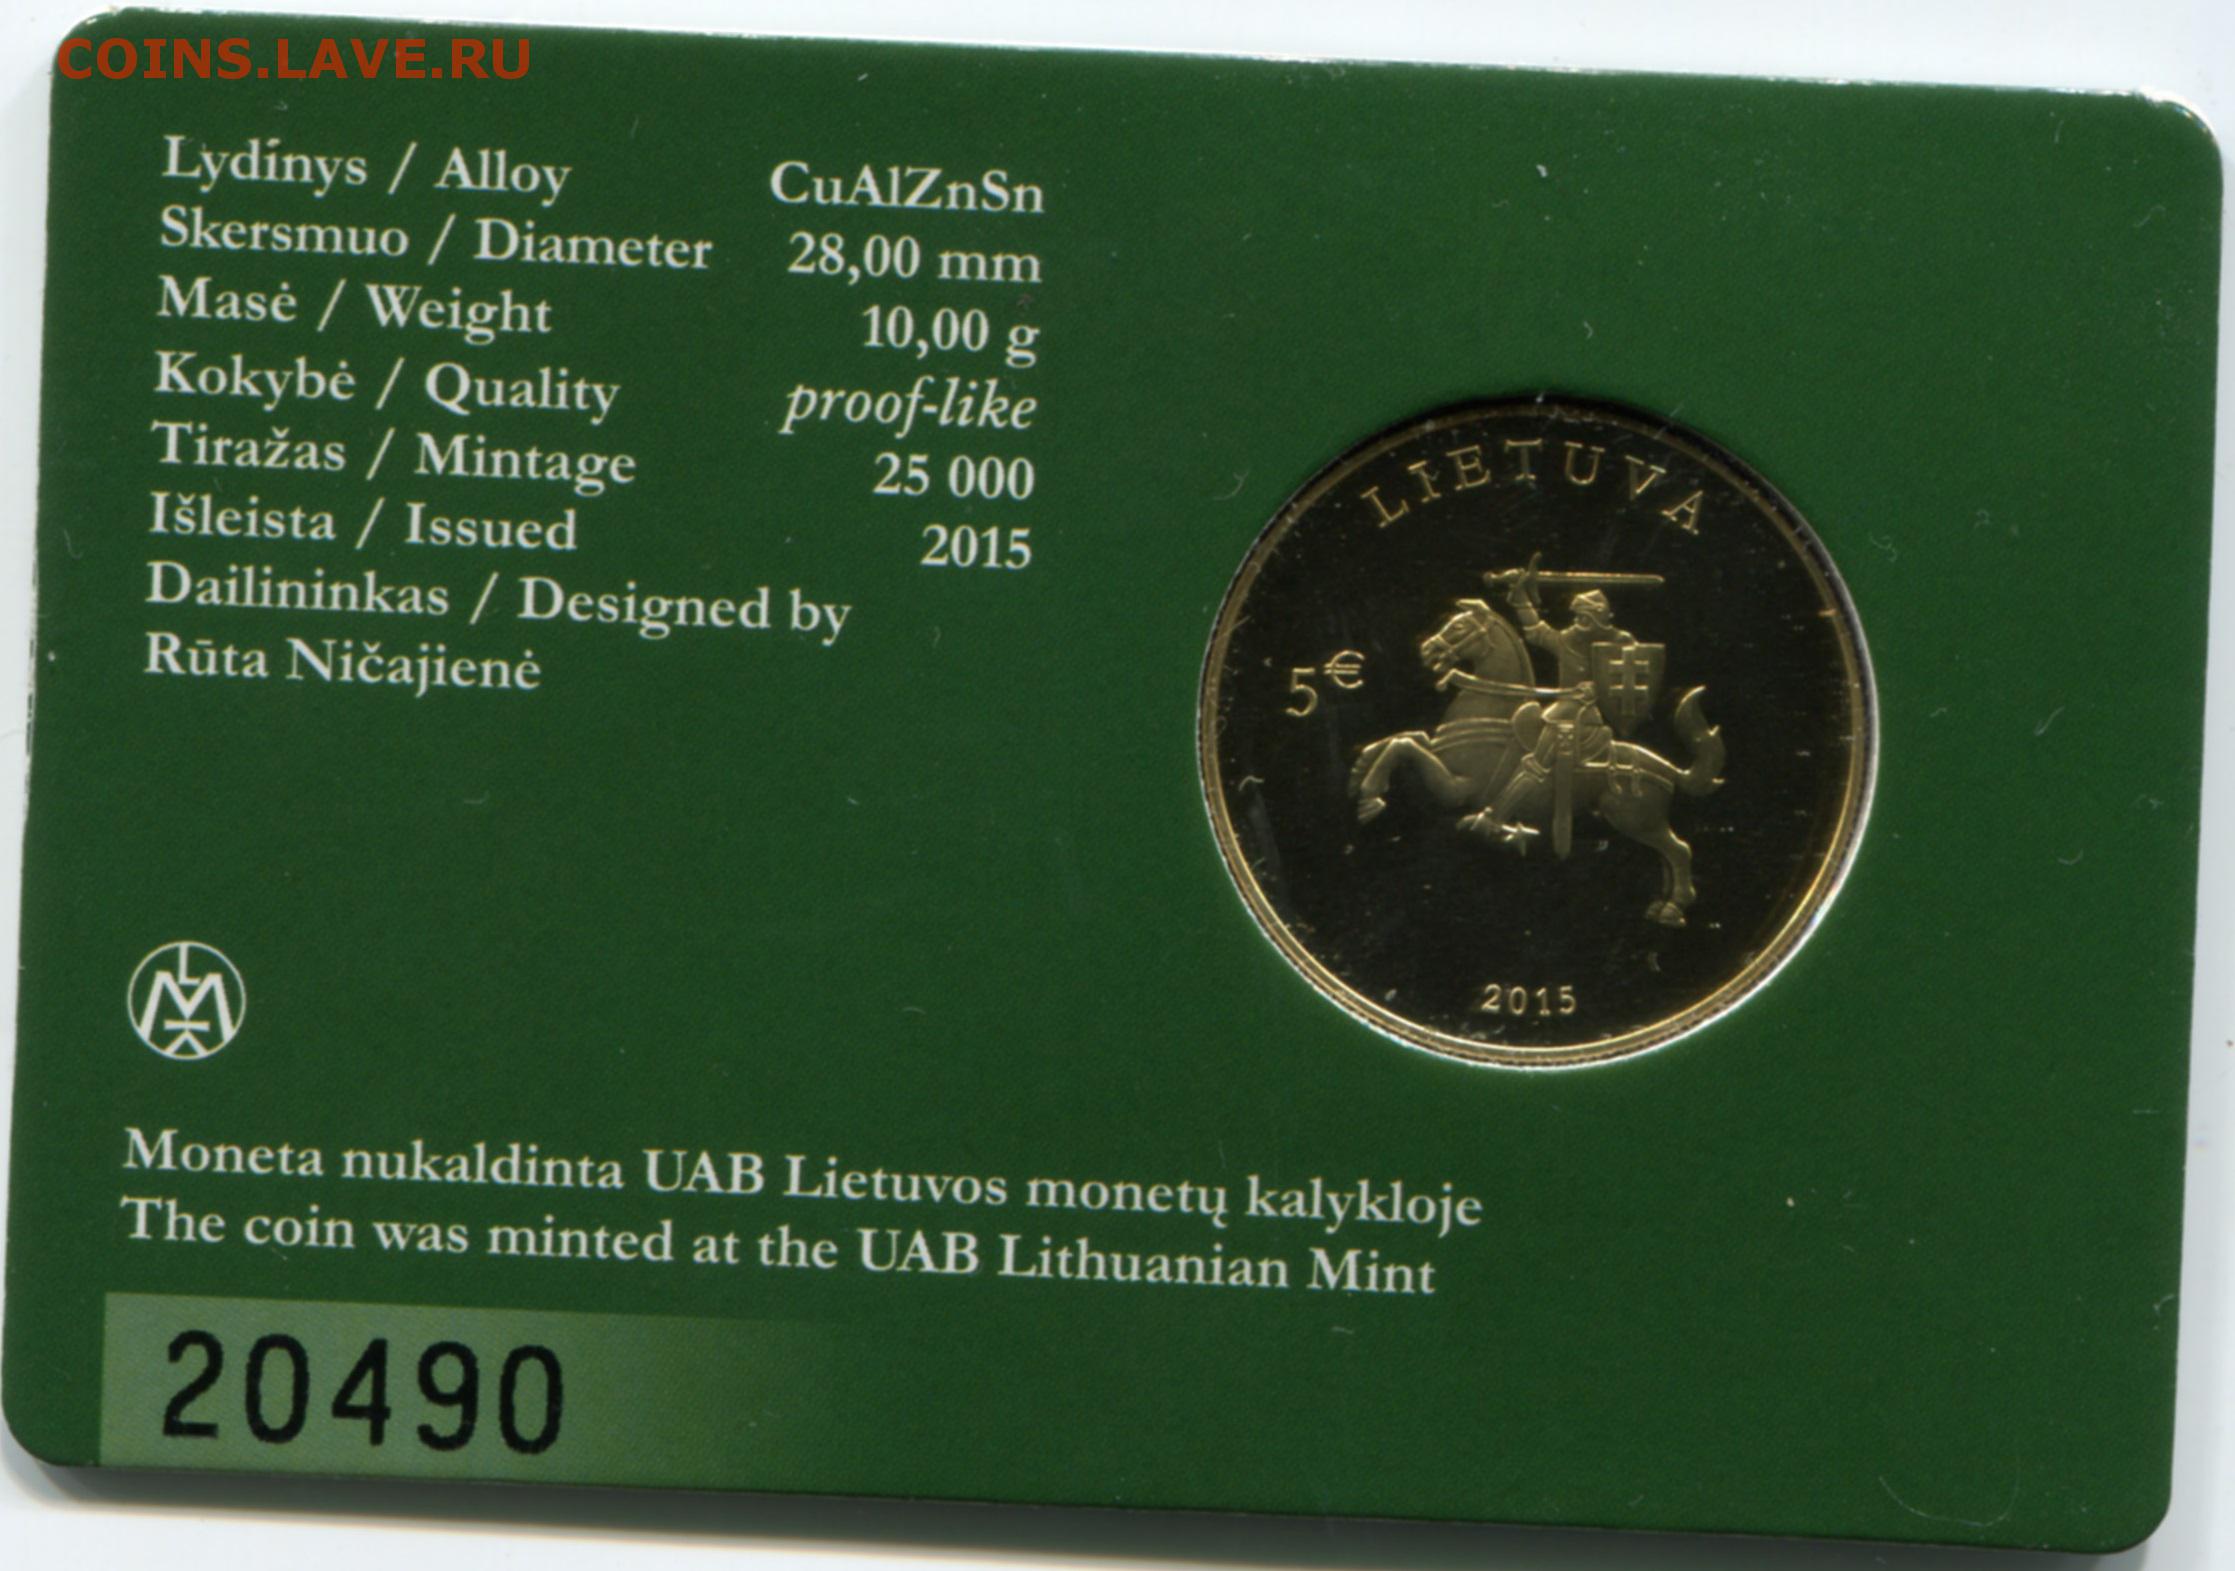 COINS.LAVE.RU
Lydinys / Alloy CuAlZnSn
Skersmuo / Diameter 28,00 mm
Masė / Weight 10,00 g
Kokybė / Quality proof-like
Tiražas / Mintage 25 000
Išleista / Issued 2015
Dailininkas / Designed by
Rūta Ničajienė
LIETUVA
5€
2015
LMK
Moneta nukaldinta UAB Lietuvos monetų kalykloje
The coin was minted at the UAB Lithuanian Mint
20490